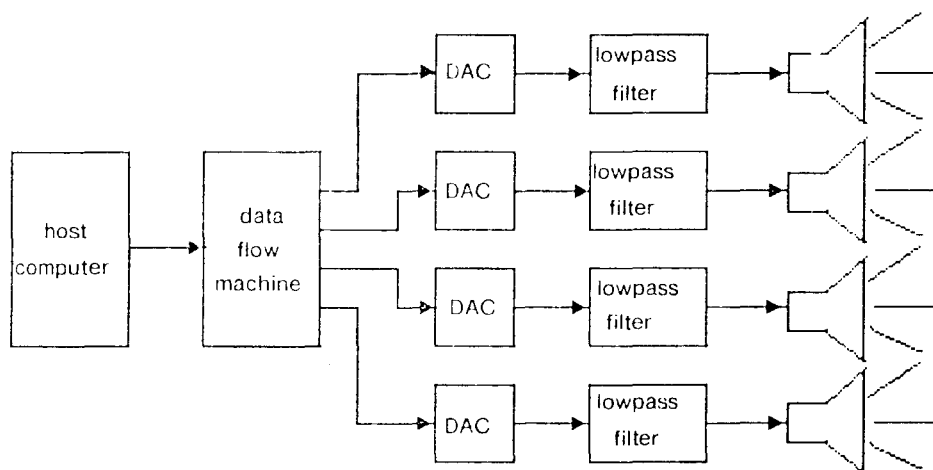 DAC
lowpass
filter
DAC
lowpass
filter
host
computer
data
flow
machine
DAC
lowpass
filter
DAC
lowpass
filter